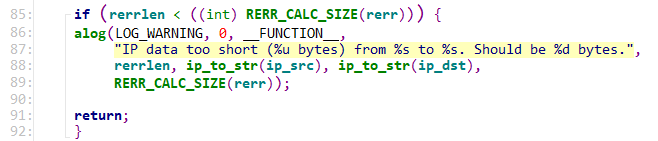 85: if (rerrlen < ((int) RERR_CALC_SIZE(rerr))) {
86: alog(LOG_WARNING, 0, __FUNCTION__,
87: "IP data too short (%u bytes) from %s to %s. Should be %d bytes.",
88: rerrlen, ip_to_str(ip_src), ip_to_str(ip_dst),
89: RERR_CALC_SIZE(rerr));
90:
91: return;
92: }